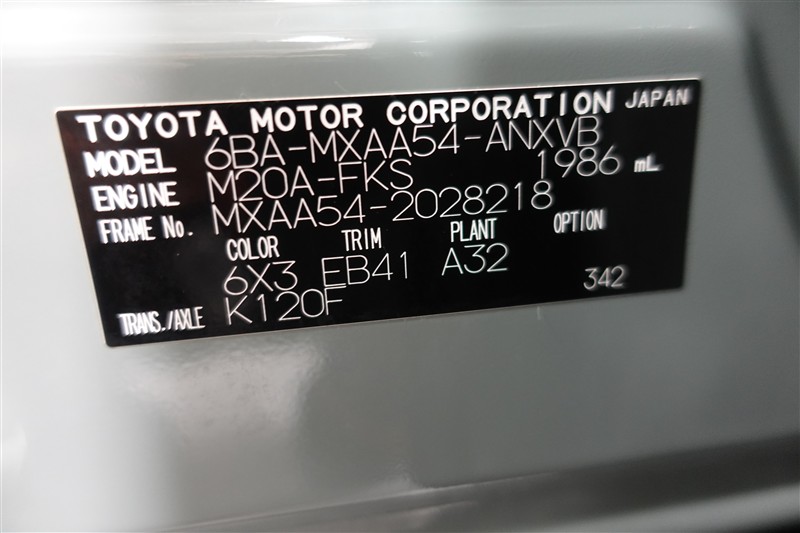 TOYOTA MOTOR CORPORATION JAPAN
MODEL 6BA-MXAA54-ANXVB
ENGINE M20A-FKS 1986 mL
FRAME No. MXAA54-2028218
COLOR TRIM PLANT OPTION
6X3 EB41 A32 342
TRANS./AXLE K120F